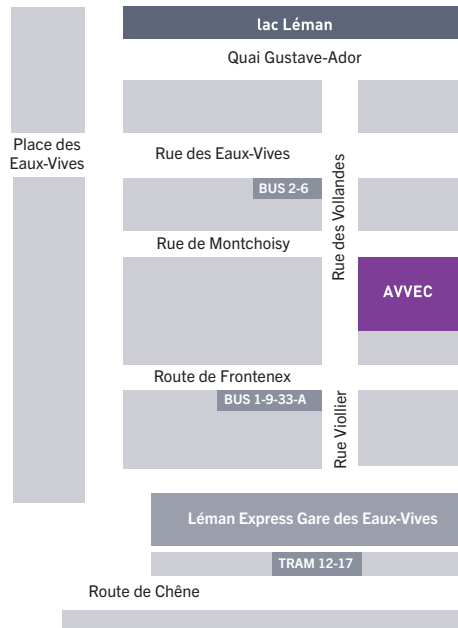 lac Léman
Quai Gustave-Ador
Place des
Eaux-Vives
Rue des Eaux-Vives
BUS 2-6
Rue des Vollandes
Rue de Montchoisy
AVVEC
Route de Frontenex
BUS 1-9-33-A
Rue Viollier
Léman Express Gare des Eaux-Vives
TRAM 12-17
Route de Chêne